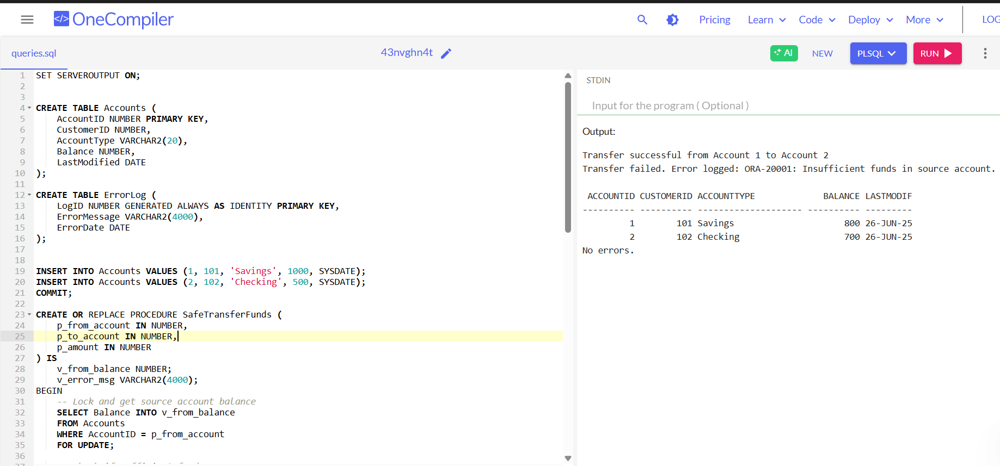 </> OneCompiler
Pricing Learn Code Deploy More
queries.sql
43nvghn4t
AI NEW PLSQL RUN
1 SET SERVEROUTPUT ON;
2
3
4 CREATE TABLE Accounts (
5 AccountID NUMBER PRIMARY KEY,
6 CustomerID NUMBER,
7 AccountType VARCHAR2(20),
8 Balance NUMBER,
9 LastModified DATE
10 );
11
12 CREATE TABLE ErrorLog (
13 LogID NUMBER GENERATED ALWAYS AS IDENTITY PRIMARY KEY,
14 ErrorMessage VARCHAR2(4000),
15 ErrorDate DATE
16 );
17
18
19 INSERT INTO Accounts VALUES (1, 101, 'Savings', 1000, SYSDATE);
20 INSERT INTO Accounts VALUES (2, 102, 'Checking', 500, SYSDATE);
21 COMMIT;
22
23 CREATE OR REPLACE PROCEDURE SafeTransferFunds (
24 p_from_account IN NUMBER,
25 p_to_account IN NUMBER,
26 p_amount IN NUMBER
27 ) IS
28 v_from_balance NUMBER;
29 v_error_msg VARCHAR2(4000);
30 BEGIN
31 -- Lock and get source account balance
32 SELECT Balance INTO v_from_balance
33 FROM Accounts
34 WHERE AccountID = p_from_account
35 FOR UPDATE;
36
STDIN
Input for the program ( Optional )
Output:
Transfer successful from Account 1 to Account 2
Transfer failed. Error logged: ORA-20001: Insufficient funds in source account.
ACCOUNTID CUSTOMERID ACCOUNTTYPE BALANCE LASTMODIF
---------- ---------- -------------------- ---------- ---------
1 101 Savings 800 26-JUN-25
2 102 Checking 700 26-JUN-25
No errors.